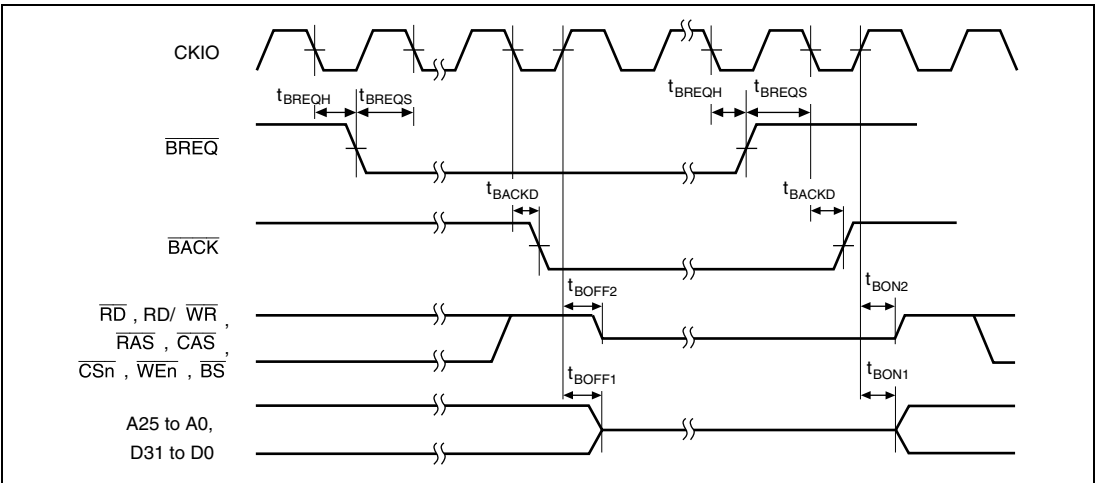 CKIO
tBREQH tBREQS tBREQH tBREQS
BREQ
tBACKD tBACKD
BACK
tBOFF2 tBON2
RD , RD/ WR ,
RAS , CAS ,
CSn , WEn , BS
tBOFF1 tBON1
A25 to A0,
D31 to D0